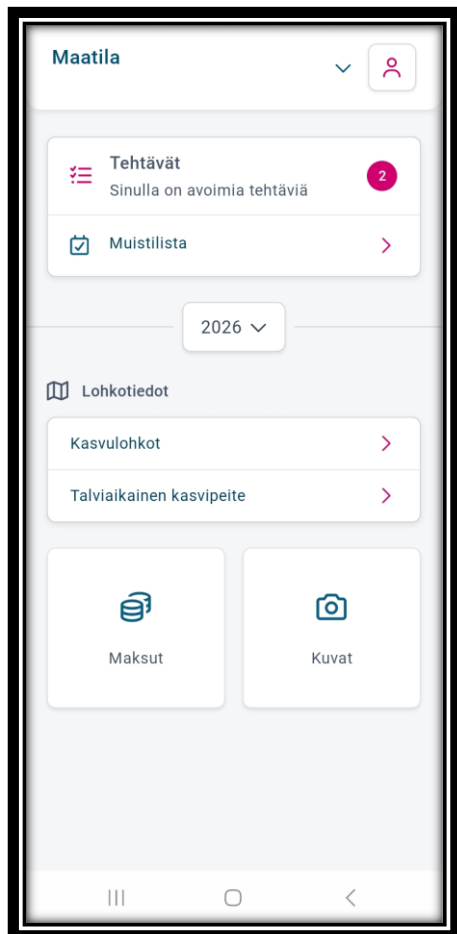 Maatila
Tehtävät
Sinulla on avoimia tehtäviä
2
Muistilista
2026
Lohkotiedot
Kasvulohkot
Talviaikainen kasvipeite
Maksut
Kuvat